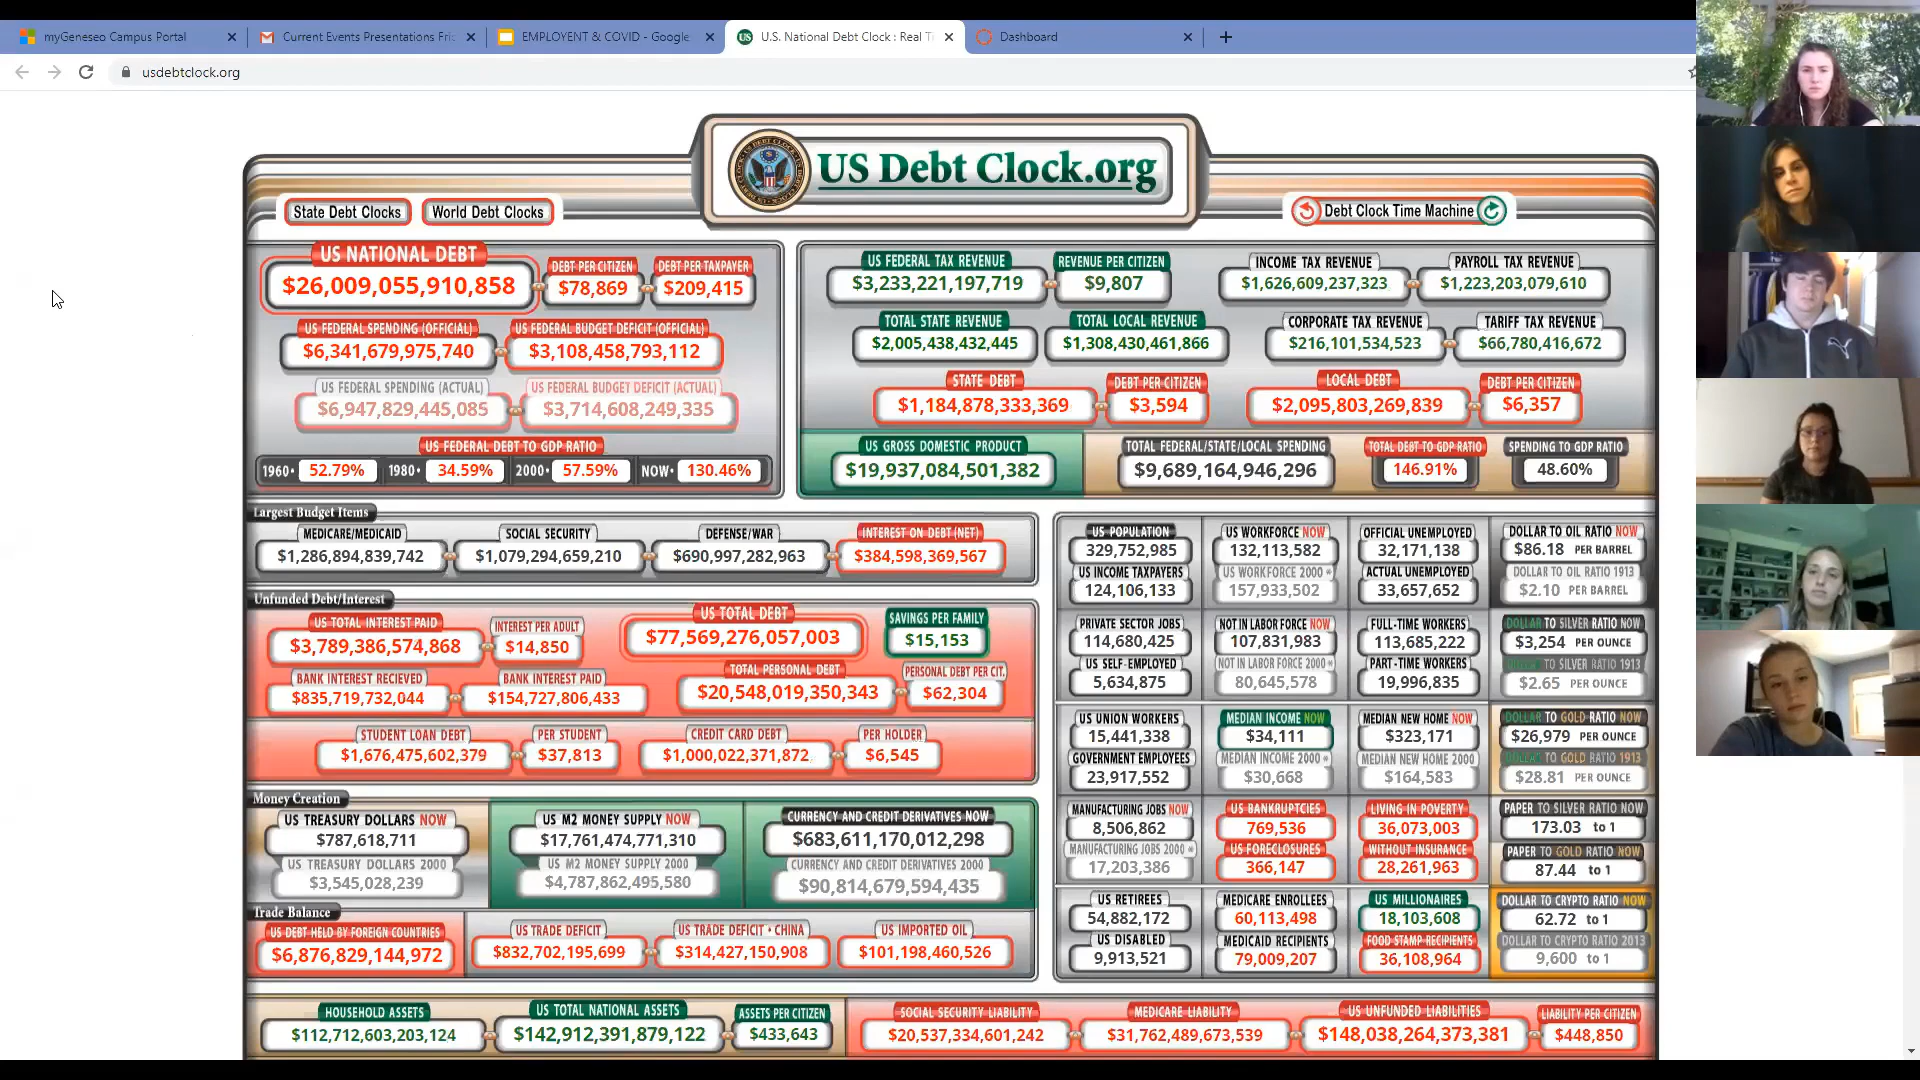 myGeneseo Campus Portal
Current Events Presentations Fri
EMPLOYENT & COVID - Google
U.S. National Debt Clock : Real T
Dashboard
usdebtclock.org
US Debt Clock.org
State Debt Clocks
World Debt Clocks
Debt Clock Time Machine
US NATIONAL DEBT
$26,009,055,910,858
DEBT PER CITIZEN
$78,869
DEBT PER TAXPAYER
$209,415
US FEDERAL SPENDING (OFFICIAL)
$6,341,679,975,740
US FEDERAL BUDGET DEFICIT (OFFICIAL)
$3,108,458,793,112
US FEDERAL SPENDING (ACTUAL)
$6,947,829,445,085
US FEDERAL BUDGET DEFICIT (ACTUAL)
$3,714,608,249,335
US FEDERAL DEBT TO GDP RATIO
1960• 52.79% 1980• 34.59% 2000• 57.59% NOW• 130.46%
US FEDERAL TAX REVENUE
$3,233,221,197,719
REVENUE PER CITIZEN
$9,807
INCOME TAX REVENUE
$1,626,609,237,323
PAYROLL TAX REVENUE
$1,223,203,079,610
TOTAL STATE REVENUE
$2,005,438,432,445
TOTAL LOCAL REVENUE
$1,308,430,461,866
CORPORATE TAX REVENUE
$216,101,534,523
TARIFF TAX REVENUE
$66,780,416,672
STATE DEBT
$1,184,878,333,369
DEBT PER CITIZEN
$3,594
LOCAL DEBT
$2,095,803,269,839
DEBT PER CITIZEN
$6,357
US GROSS DOMESTIC PRODUCT
$19,937,084,501,382
TOTAL FEDERAL/STATE/LOCAL SPENDING
$9,689,164,946,296
TOTAL DEBT TO GDP RATIO
146.91%
SPENDING TO GDP RATIO
48.60%
Largest Budget Items
MEDICARE/MEDICAID
$1,286,894,839,742
SOCIAL SECURITY
$1,079,294,659,210
DEFENSE/WAR
$690,997,282,963
INTEREST ON DEBT (NET)
$384,598,369,567
Unfunded Debt/Interest
US TOTAL INTEREST PAID
$3,789,386,574,868
INTEREST PER ADULT
$14,850
US TOTAL DEBT
$77,569,276,057,003
SAVINGS PER FAMILY
$15,153
BANK INTEREST RECIEVED
$835,719,732,044
BANK INTEREST PAID
$154,727,806,433
TOTAL PERSONAL DEBT
$20,548,019,350,343
PERSONAL DEBT PER CIT.
$62,304
STUDENT LOAN DEBT
$1,676,475,602,379
PER STUDENT
$37,813
CREDIT CARD DEBT
$1,000,022,371,872
PER HOLDER
$6,545
Money Creation
US TREASURY DOLLARS NOW
$787,618,711
US TREASURY DOLLARS 2000
$3,545,028,239
US M2 MONEY SUPPLY NOW
$17,761,474,771,310
US M2 MONEY SUPPLY 2000
$4,787,862,495,580
CURRENCY AND CREDIT DERIVATIVES NOW
$683,611,170,012,298
CURRENCY AND CREDIT DERIVATIVES 2000
$90,814,679,594,435
Trade Balance
US DEBT HELD BY FOREIGN COUNTRIES
$6,876,829,144,972
US TRADE DEFICIT
$832,702,195,699
US TRADE DEFICIT • CHINA
$314,427,150,908
US IMPORTED OIL
$101,198,460,526
US POPULATION
329,752,985
US INCOME TAXPAYERS
124,106,133
US WORKFORCE NOW
132,113,582
US WORKFORCE 2000 *
157,933,502
OFFICIAL UNEMPLOYED
32,171,138
ACTUAL UNEMPLOYED
33,657,652
DOLLAR TO OIL RATIO NOW
$86.18 PER BARREL
DOLLAR TO OIL RATIO 1913
$2.10 PER BARREL
PRIVATE SECTOR JOBS
114,680,425
US SELF-EMPLOYED
5,634,875
NOT IN LABOR FORCE NOW
107,831,983
NOT IN LABOR FORCE 2000 *
80,645,578
FULL-TIME WORKERS
113,685,222
PART-TIME WORKERS
19,996,835
DOLLAR TO SILVER RATIO NOW
$3,254 PER OUNCE
DOLLAR TO SILVER RATIO 1913
$2.65 PER OUNCE
US UNION WORKERS
15,441,338
GOVERNMENT EMPLOYEES
23,917,552
MEDIAN INCOME NOW
$34,111
MEDIAN INCOME 2000 *
$30,668
MEDIAN NEW HOME NOW
$323,171
MEDIAN NEW HOME 2000
$164,583
DOLLAR TO GOLD RATIO NOW
$26,979 PER OUNCE
DOLLAR TO GOLD RATIO 1913
$28.81 PER OUNCE
MANUFACTURING JOBS NOW
8,506,862
MANUFACTURING JOBS 2000 *
17,203,386
US BANKRUPTCIES
769,536
US FORECLOSURES
366,147
LIVING IN POVERTY
36,073,003
WITHOUT INSURANCE
28,261,963
PAPER TO SILVER RATIO NOW
173.03 to 1
PAPER TO GOLD RATIO NOW
87.44 to 1
US RETIREES
54,882,172
US DISABLED
9,913,521
MEDICARE ENROLLEES
60,113,498
MEDICAID RECIPIENTS
79,009,207
US MILLIONAIRES
18,103,608
FOOD STAMP RECIPIENTS
36,108,964
DOLLAR TO CRYPTO RATIO NOW
62.72 to 1
DOLLAR TO CRYPTO RATIO 2013
9,600 to 1
HOUSEHOLD ASSETS
$112,712,603,203,124
US TOTAL NATIONAL ASSETS
$142,912,391,879,122
ASSETS PER CITIZEN
$433,643
SOCIAL SECURITY LIABILITY
$20,537,334,601,242
MEDICARE LIABILITY
$31,762,489,673,539
US UNFUNDED LIABILITIES
$148,038,264,373,381
LIABILITY PER CITIZEN
$448,850